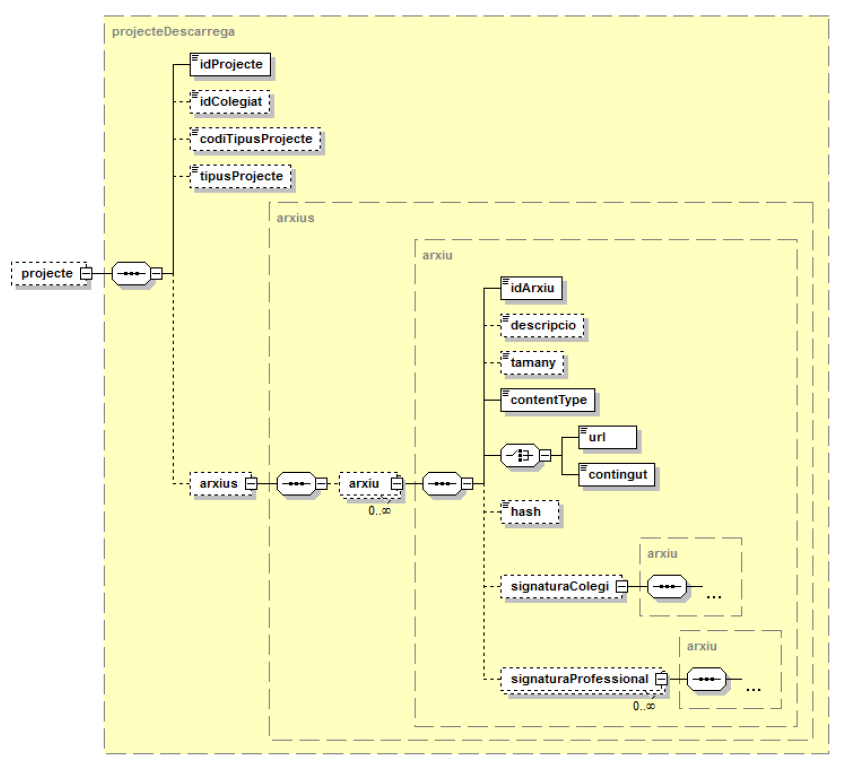 projecteDescarrega
idProjecte
idColegiat
codiTipusProjecte
tipusProjecte
arxius
arxiu
projecte
idArxiu
descripcio
tamany
contentType
url
contingut
arxius
arxiu
0..∞
hash
arxiu
signaturaColegi
...
arxiu
signaturaProfessional
...
0..∞